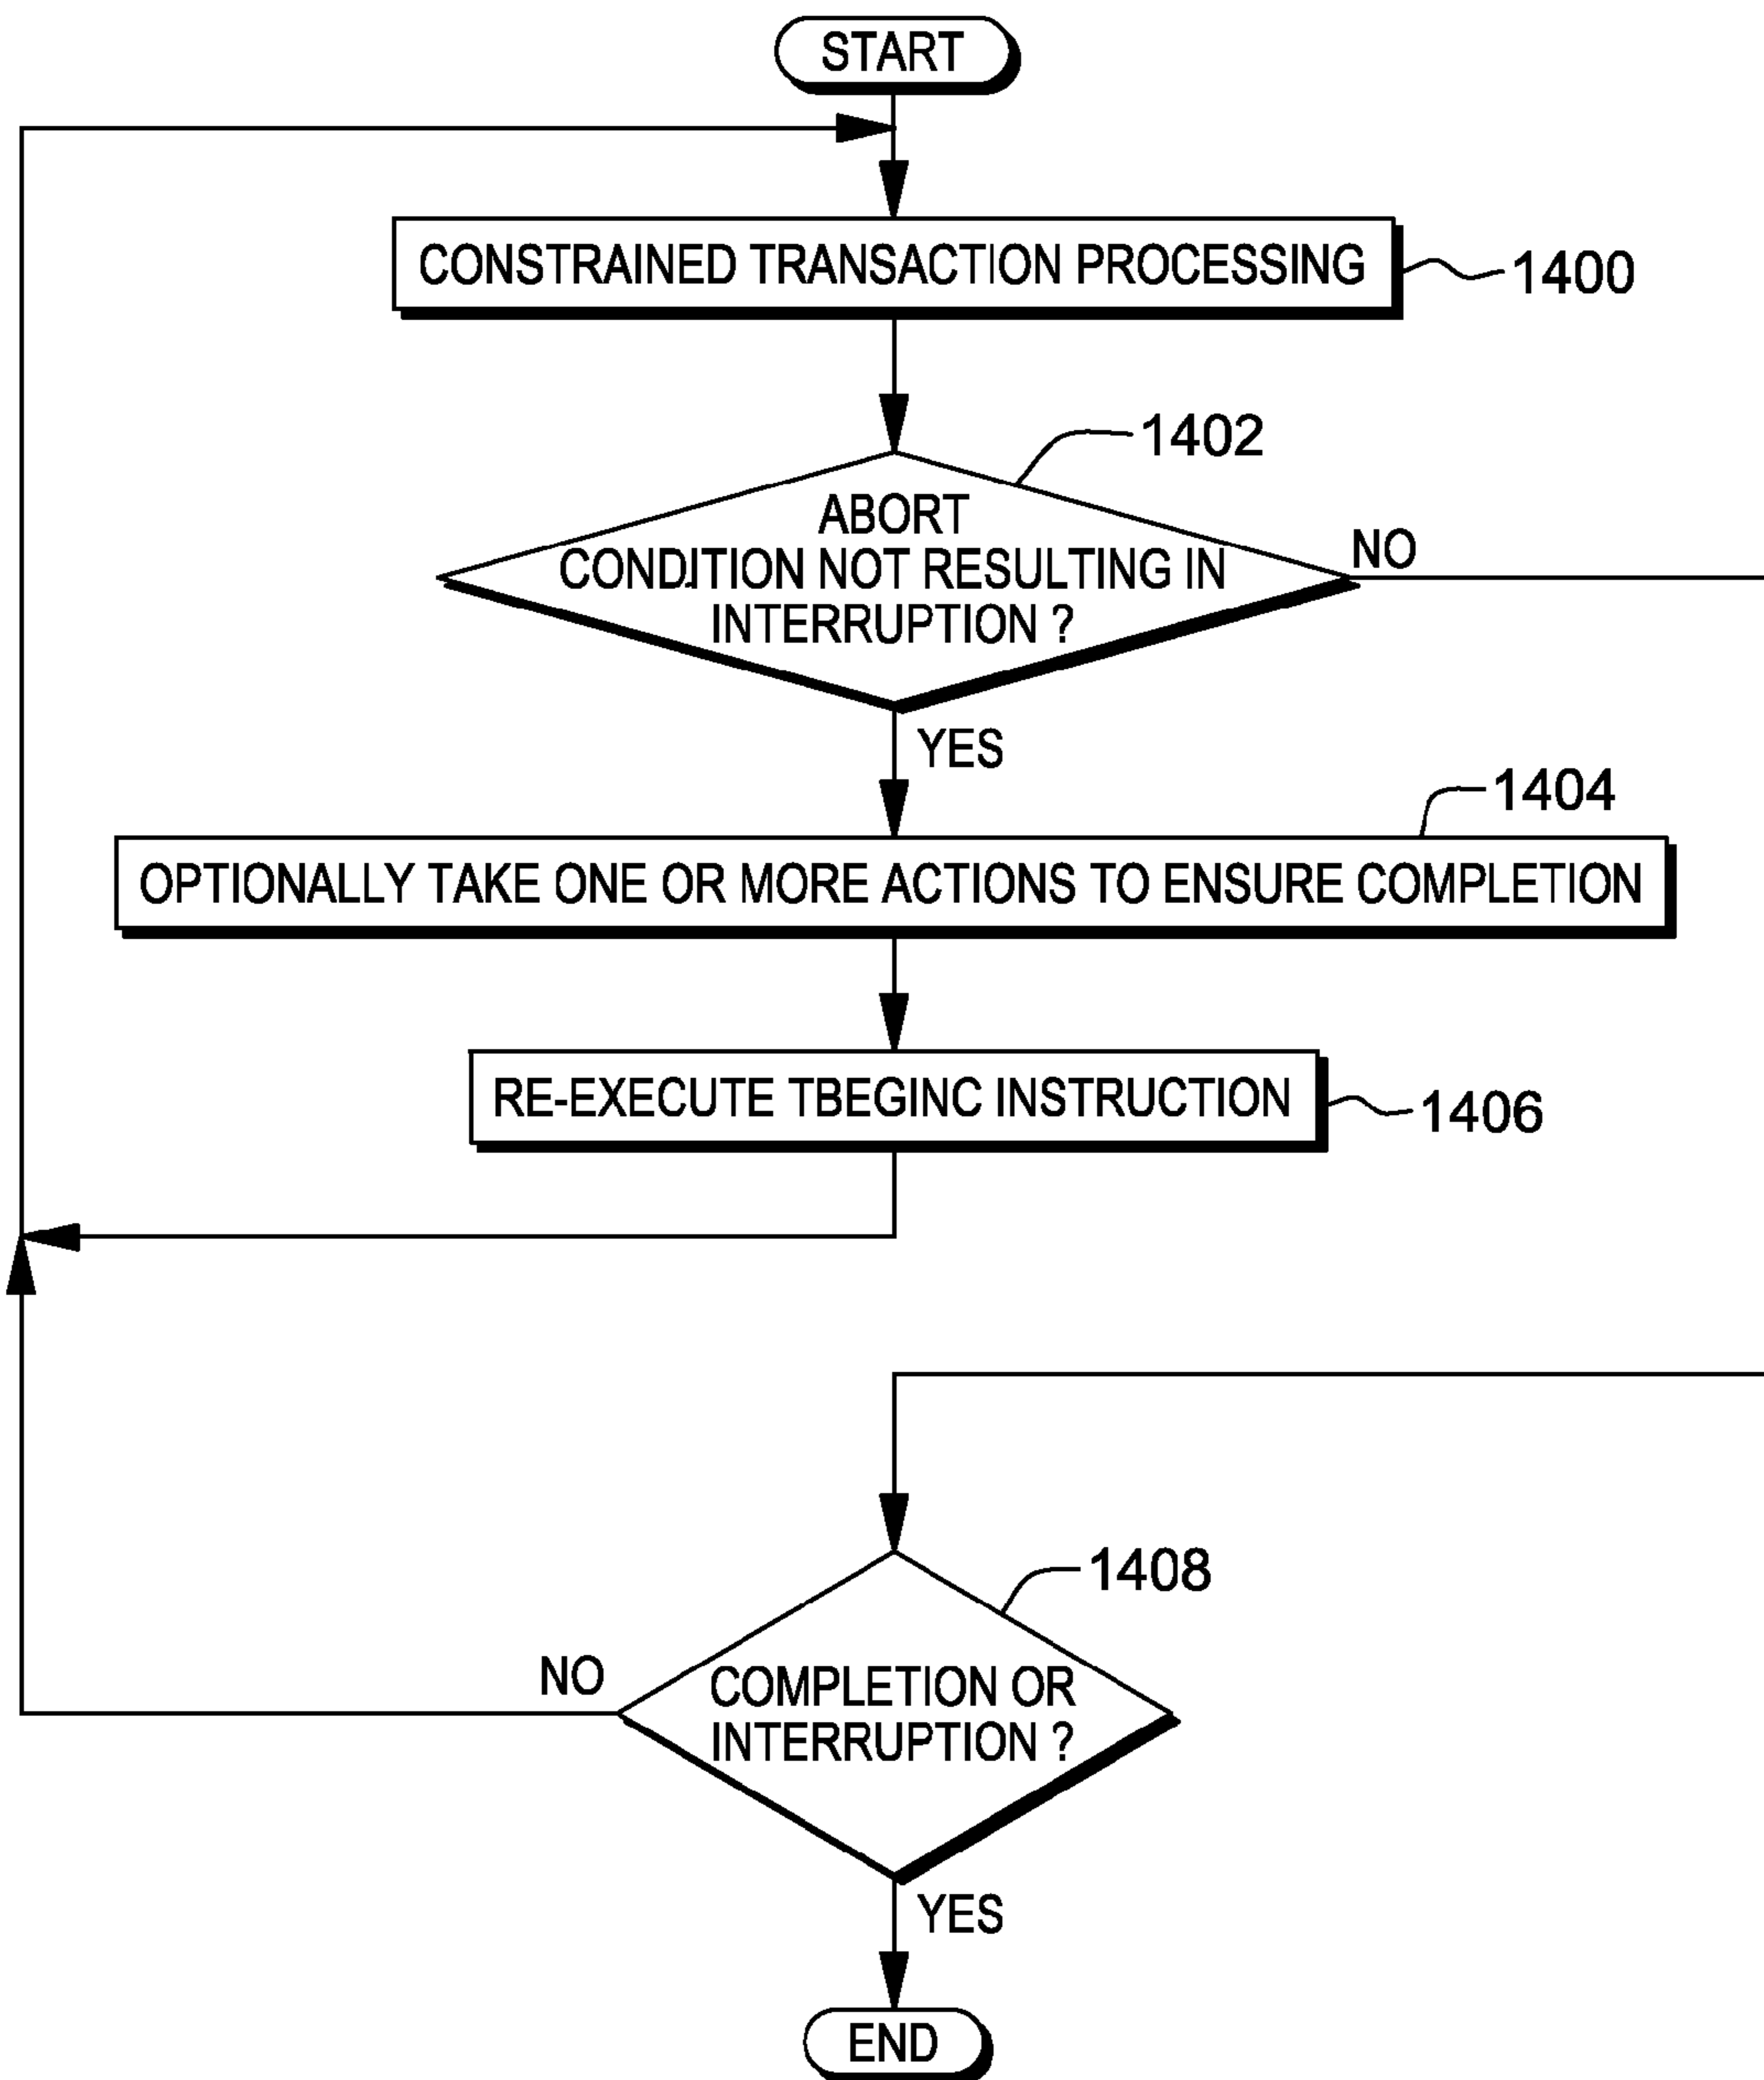 START
CONSTRAINED TRANSACTION PROCESSING
1400
1402
ABORT
CONDITION NOT RESULTING IN
INTERRUPTION ?
NO
YES
1404
OPTIONALLY TAKE ONE OR MORE ACTIONS TO ENSURE COMPLETION
RE-EXECUTE TBEGINC INSTRUCTION
1406
1408
NO
COMPLETION OR
INTERRUPTION ?
YES
END